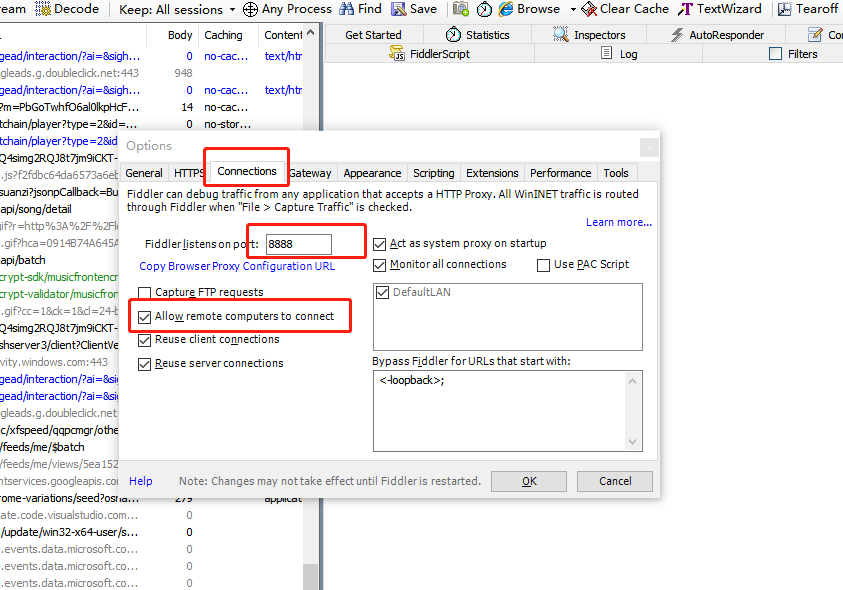 ream Decode Keep: All sessions Any Process Find Save Browse Clear Cache TextWizard Tearoff
Body Caching Content
gead/interaction/?ai=&sigh... 0 no-cac... text/htr
gleads.g.doubleclick.net:443 948
gead/interaction/?ai=&sigh... 0 no-cac... text/htr
?m=PbGoTwhfO6al0lkpHcF... 14 no-cac...
tchain/player?type=2&id=... 0 no-stor...
tchain/player?type=2&id
Q4simg2RQJ8t7jm9iCKT-
.js?f2fdbc64da6573a6eb
suanzi?jsonpCallback=Bu
api/song/detail
gif?r=http%3A%2F%2Fl
gif?hca=0914B74A645A
api/batch
crypt-sdk/musicfrontencr
crypt-validator/musicfron
.gif?cc=1&ck=1&cl=24-b
Q4simg2RQJ8t7jm9iCKT-
shserver3/client?ClientVe
vity.windows.com:443
gead/interaction/?ai=&s
gead/interaction/?ai=&s
gleads.g.doubleclick.net
c/xfspeed/qqpcmgr/othe
/feeds/me/$batch
/feeds/me/views/5ea152
ntservices.googleapis.com
rome-variations/seed?osna... 279 applicat
ate.code.visualstudio.com... 0
l/update/win32-x64-user/s... 0
.events.data.microsoft.co... 0
.events.data.microsoft.co... 0
.events.data.microsoft.co... 0
Get Started Statistics Inspectors AutoResponder Co
FiddlerScript Log Filters
Options
General HTTPS Connections Gateway Appearance Scripting Extensions Performance Tools
Fiddler can debug traffic from any application that accepts a HTTP Proxy. All WinINET traffic is routed
through Fiddler when "File > Capture Traffic" is checked.
Learn more...
Fiddler listens on port: 8888
Copy Browser Proxy Configuration URL
Capture FTP requests
Allow remote computers to connect
Reuse client connections
Reuse server connections
Act as system proxy on startup
Monitor all connections Use PAC Script
DefaultLAN
Bypass Fiddler for URLs that start with:
<-loopback>;
Help Note: Changes may not take effect until Fiddler is restarted. OK Cancel